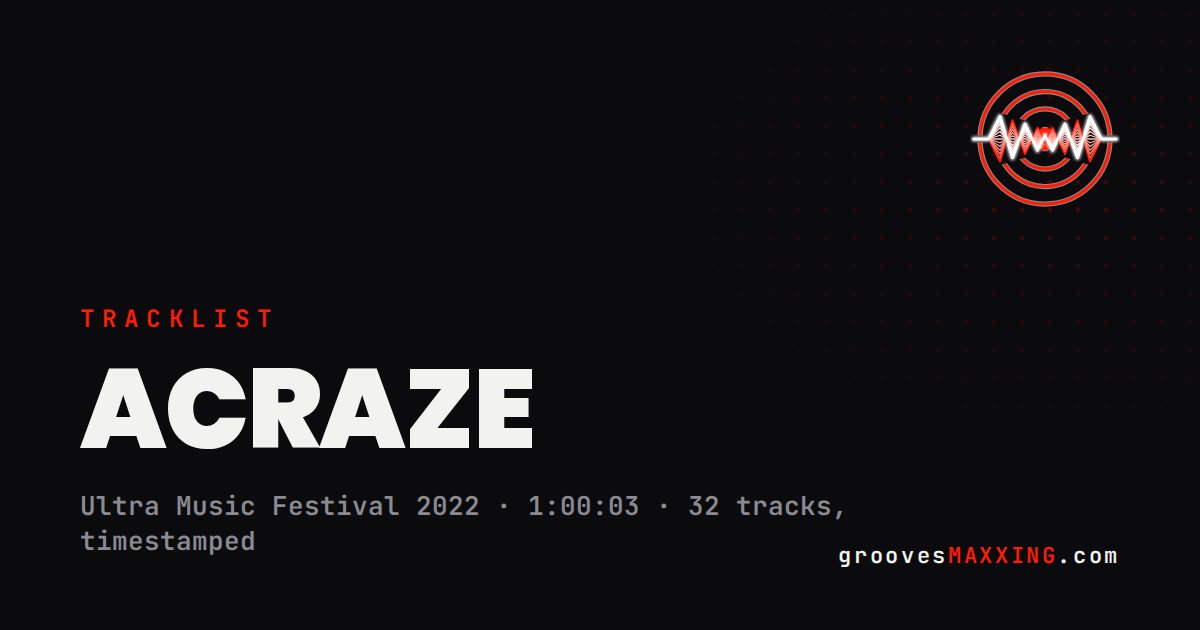 TRACKLIST
ACRAZE
Ultra Music Festival 2022 · 1:00:03 · 32 tracks,
timestamped
groovesMAXXING.com